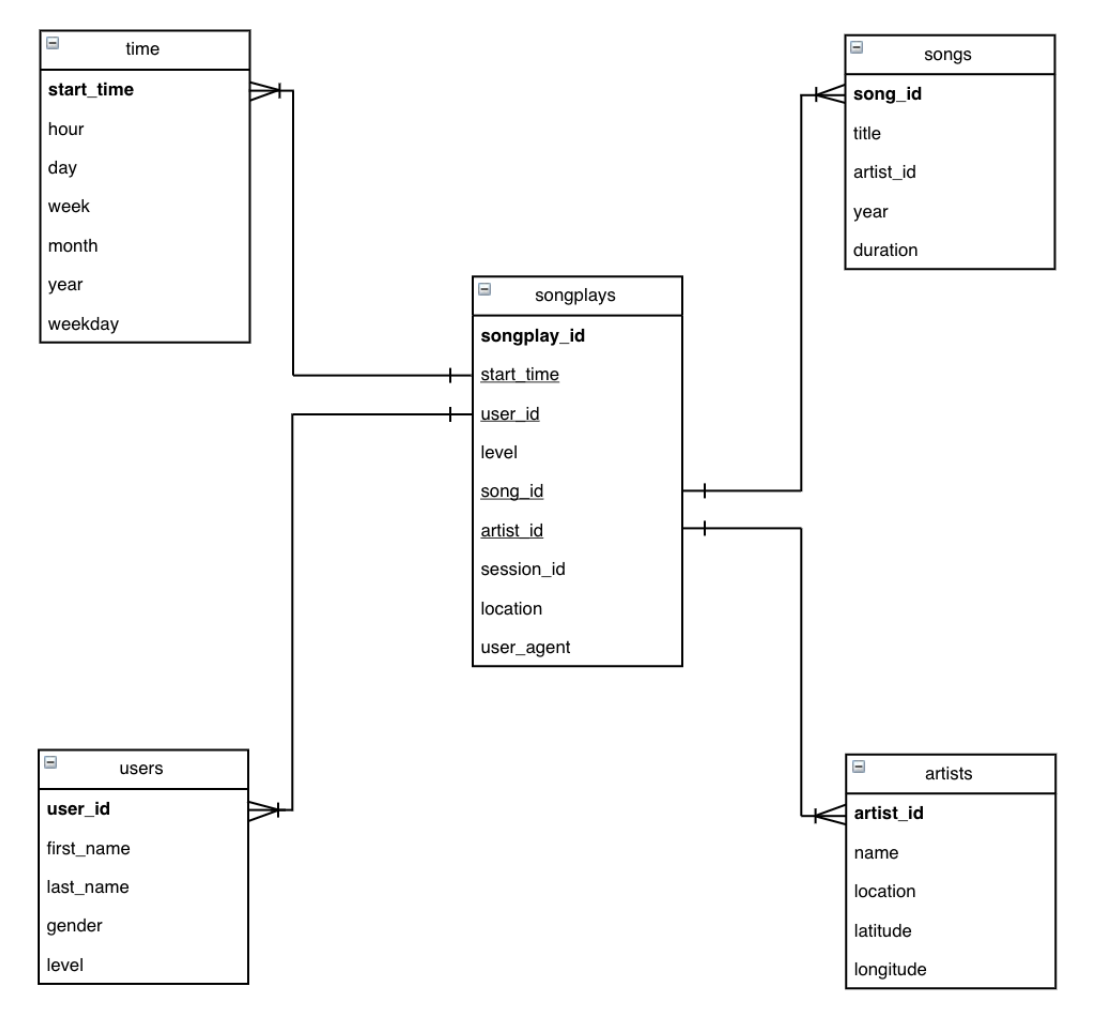 time
start_time
hour
day
week
month
year
weekday
songs
song_id
title
artist_id
year
duration
songplays
songplay_id
start_time
user_id
level
song_id
artist_id
session_id
location
user_agent
users
user_id
first_name
last_name
gender
level
artists
artist_id
name
location
latitude
longitude